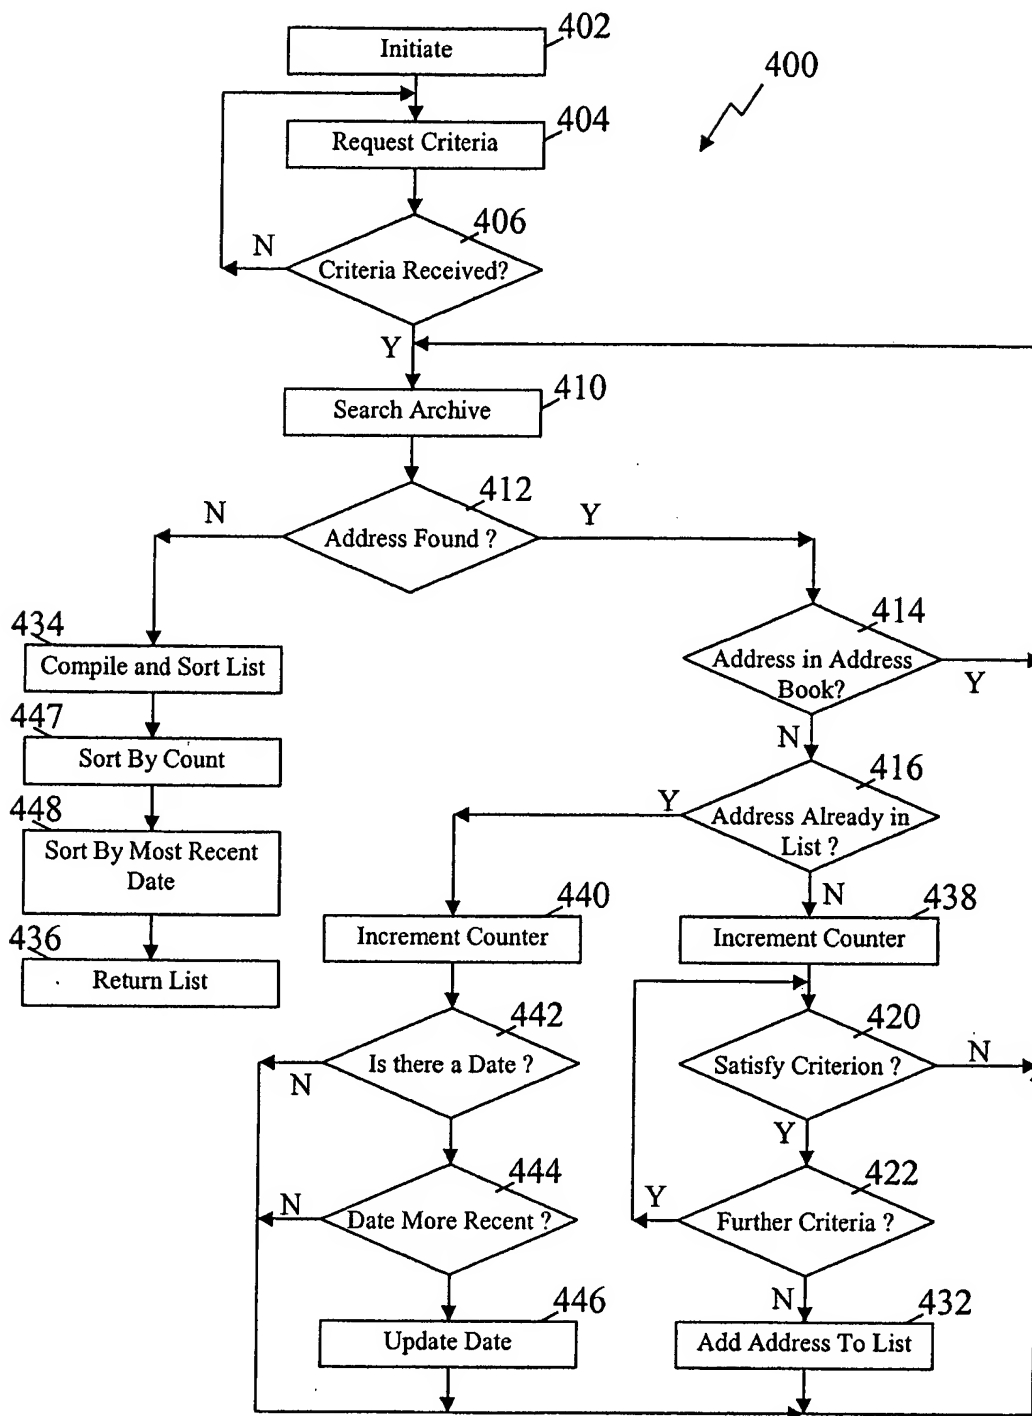 402
Initiate
400
404
Request Criteria
406
N
Criteria Received?
Y
410
Search Archive
412
N
Y
Address Found ?
434
414
Compile and Sort List
Address in Address
Book?
Y
447
N
Sort By Count
416
448
Y
Address Already in
List ?
Sort By Most Recent
Date
N
440
438
436
Increment Counter
Increment Counter
Return List
442
420
Is there a Date ?
N
Satisfy Criterion ?
N
Y
444
422
N
Date More Recent ?
Y
Further Criteria ?
N
446
432
Update Date
Add Address To List